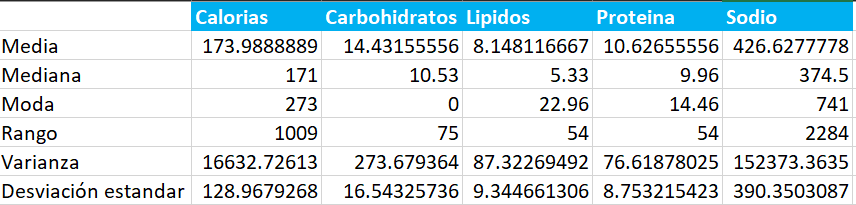 Calorias Carbohidratos Lipidos Proteina Sodio
Media 173.9888889 14.43155556 8.148116667 10.62655556 426.6277778
Mediana 171 10.53 5.33 9.96 374.5
Moda 273 0 22.96 14.46 741
Rango 1009 75 54 54 2284
Varianza 16632.72613 273.679364 87.32269492 76.61878025 152373.3635
Desviación estandar 128.9679268 16.54325736 9.344661306 8.753215423 390.3503087